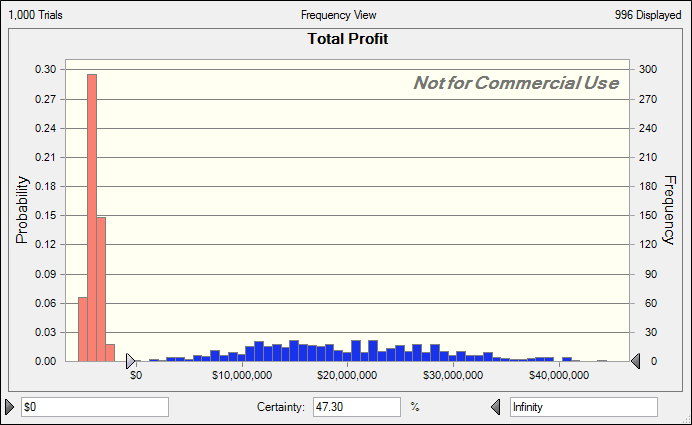 1,000 Trials Frequency View 996 Displayed
Total Profit
Not for Commercial Use
0.30 300
0.27 270
0.24 240
0.21 210
0.18 180
0.15 150
0.12 120
0.09 90
0.06 60
0.03 30
0.00 0
Probability
Frequency
$0 $10,000,000 $20,000,000 $30,000,000 $40,000,000
$0 Certainty: 47.30 % Infinity